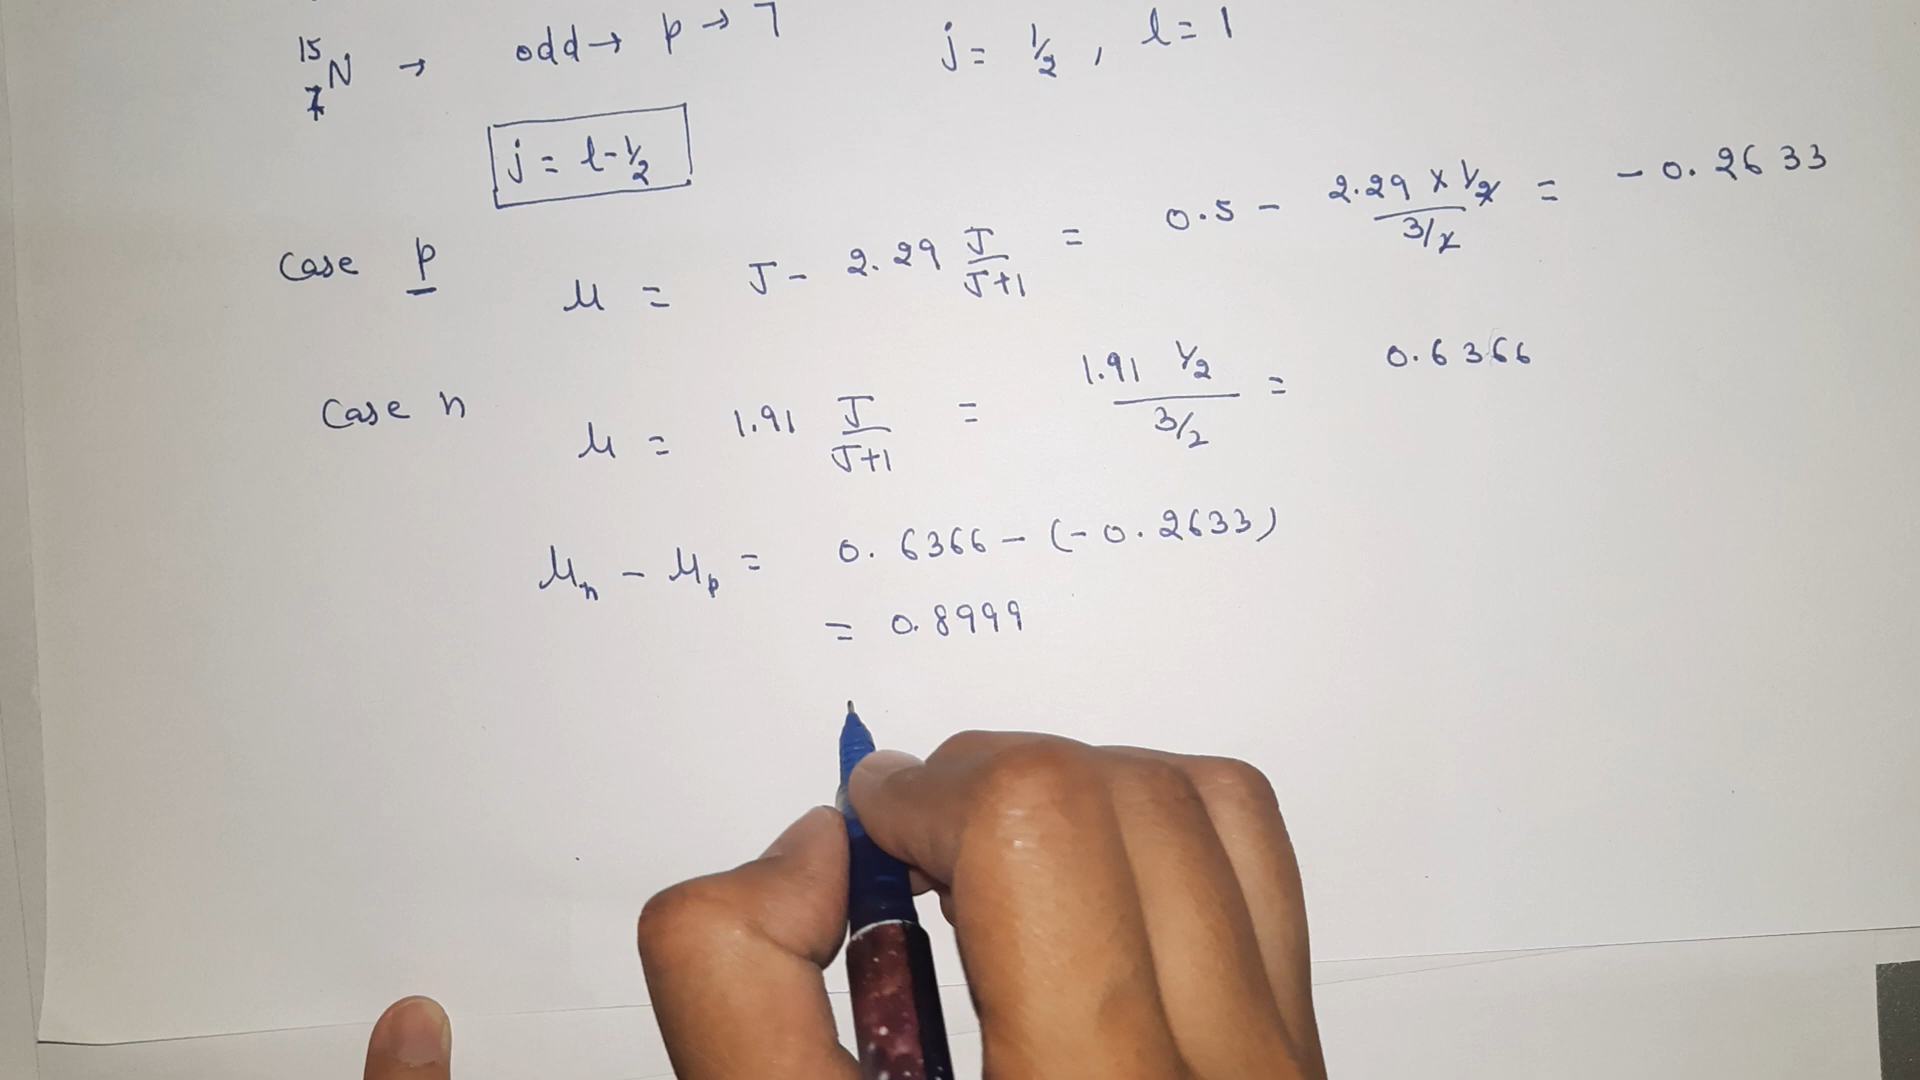 ¹⁵₇N → odd → p → 7 j = ½ , l = 1
j = l - ½
Case p μ = J - 2.29 J/(J+1) = 0.5 - (2.29 × 1/2)/(3/2) = - 0.2633
Case n μ = 1.91 J/(J+1) = (1.91 1/2)/(3/2) = 0.6366
μₙ - μₚ = 0.6366 - (- 0.2633)
= 0.8999